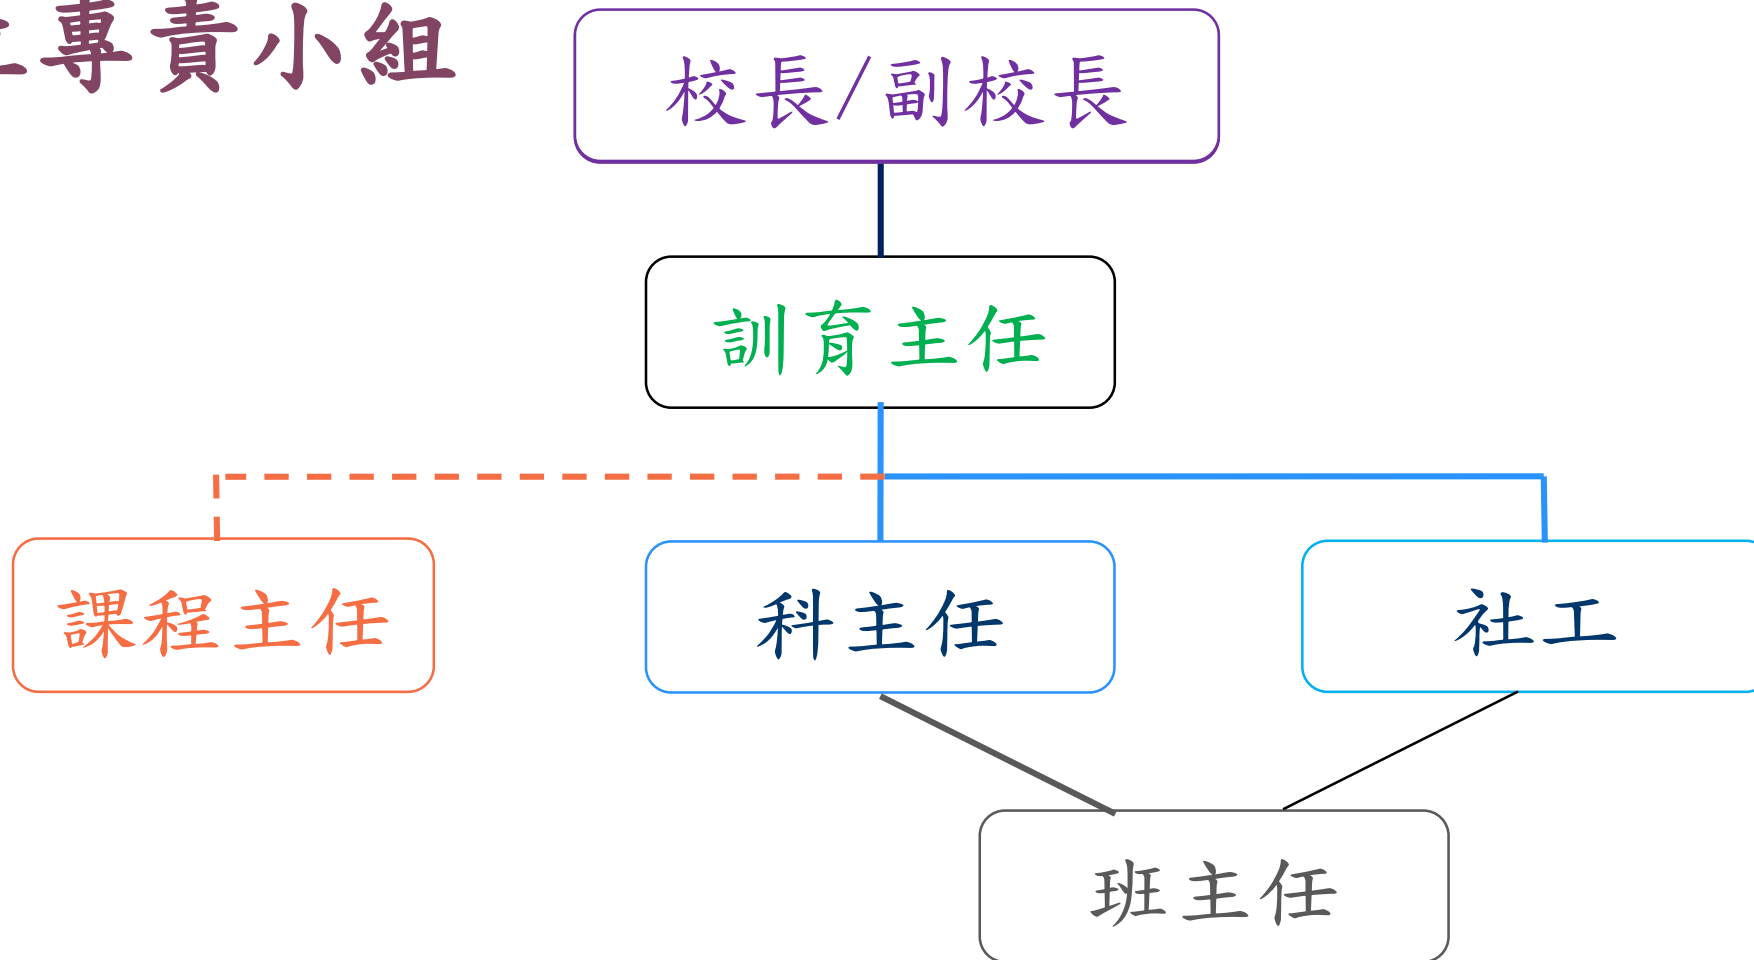 專責小組
校長/副校長
訓育主任
課程主任
科主任
社工
班主任